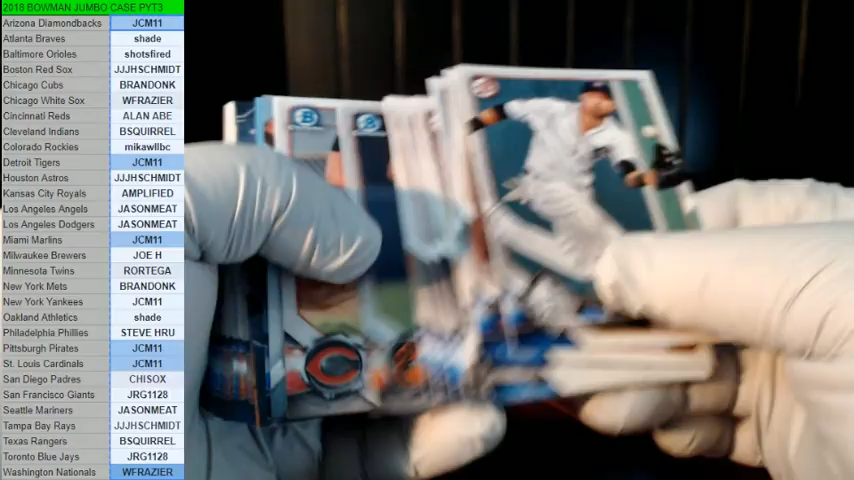 2018 BOWMAN JUMBO CASE PYT3
Arizona Diamondbacks JCM11
Atlanta Braves shade
Baltimore Orioles shotsfired
Boston Red Sox JJJHSCHMIDT
Chicago Cubs BRANDONK
Chicago White Sox WFRAZIER
Cincinnati Reds ALAN ABE
Cleveland Indians BSQUIRREL
Colorado Rockies mikawllbc
Detroit Tigers JCM11
Houston Astros JJJHSCHMIDT
Kansas City Royals AMPLIFIED
Los Angeles Angels JASONMEAT
Los Angeles Dodgers JASONMEAT
Miami Marlins JCM11
Milwaukee Brewers JOE H
Minnesota Twins RORTEGA
New York Mets BRANDONK
New York Yankees JCM11
Oakland Athletics shade
Philadelphia Phillies STEVE HRU
Pittsburgh Pirates JCM11
St. Louis Cardinals JCM11
San Diego Padres CHISOX
San Francisco Giants JRG1128
Seattle Mariners JASONMEAT
Tampa Bay Rays JJJHSCHMIDT
Texas Rangers BSQUIRREL
Toronto Blue Jays JRG1128
Washington Nationals WFRAZIER